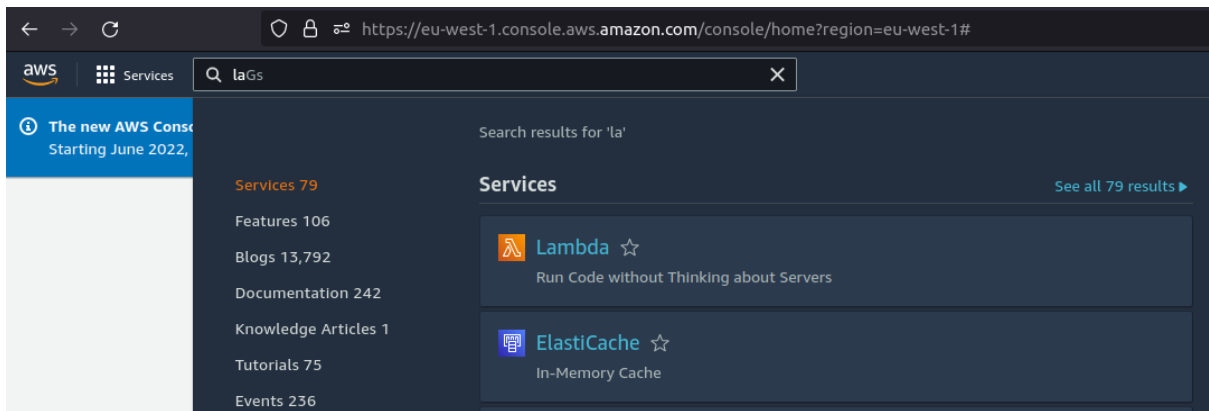 https://eu-west-1.console.aws.amazon.com/console/home?region=eu-west-1#
aws Services laGs
The new AWS Conso
Starting June 2022,
Search results for 'la'
Services 79
Features 106
Blogs 13,792
Documentation 242
Knowledge Articles 1
Tutorials 75
Events 236
Services See all 79 results
Lambda
Run Code without Thinking about Servers
ElastiCache
In-Memory Cache